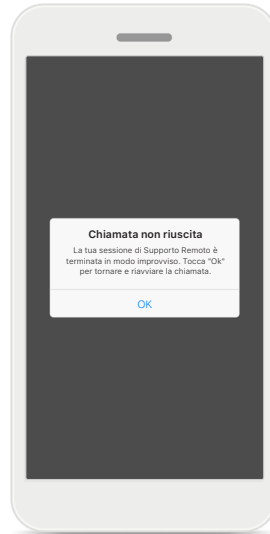 Chiamata non riuscita
La tua sessione di Supporto Remoto è
terminata in modo improvviso. Tocca "Ok"
per tornare e riavviare la chiamata.
OK